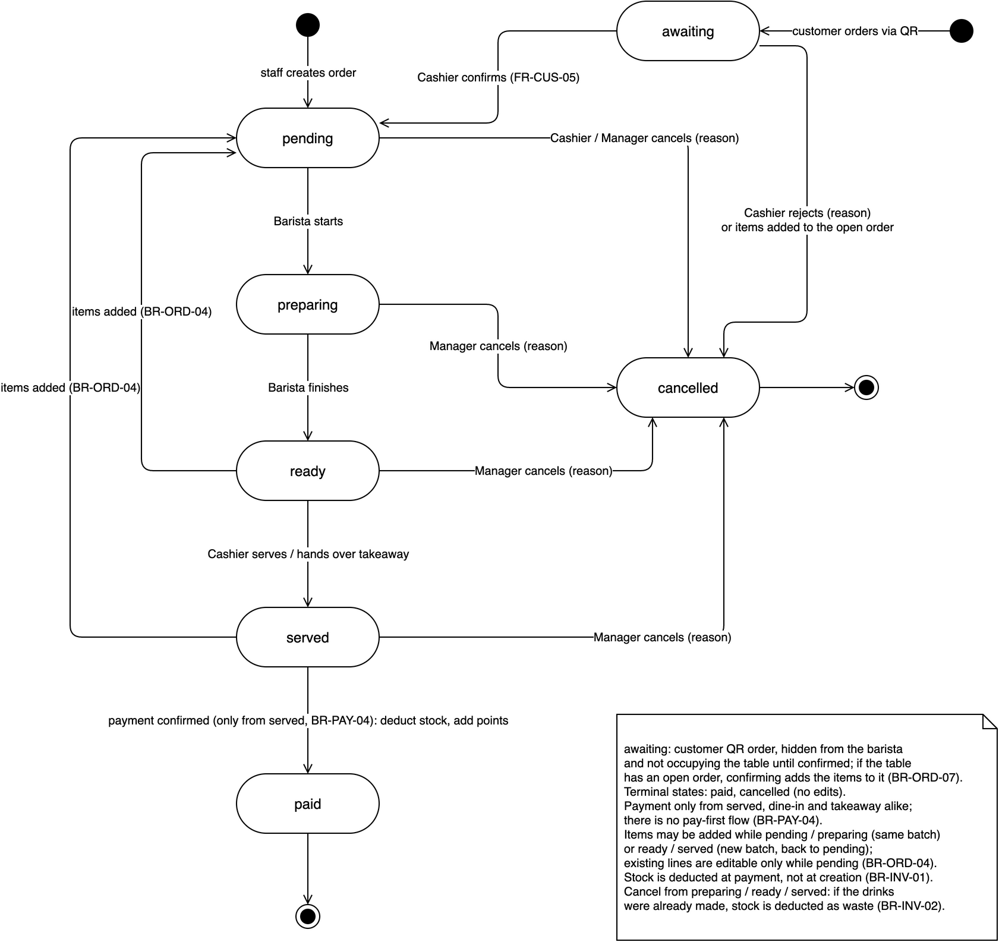 awaiting
customer orders via QR
staff creates order
Cashier confirms (FR-CUS-05)
pending
Cashier / Manager cancels (reason)
Barista starts
Cashier rejects (reason)
or items added to the open order
preparing
items added (BR-ORD-04)
Manager cancels (reason)
items added (BR-ORD-04)
Barista finishes
cancelled
ready
Manager cancels (reason)
Cashier serves / hands over takeaway
served
Manager cancels (reason)
payment confirmed (only from served, BR-PAY-04): deduct stock, add points
paid
awaiting: customer QR order, hidden from the barista
and not occupying the table until confirmed; if the table
has an open order, confirming adds the items to it (BR-ORD-07).
Terminal states: paid, cancelled (no edits).
Payment only from served, dine-in and takeaway alike;
there is no pay-first flow (BR-PAY-04).
Items may be added while pending / preparing (same batch)
or ready / served (new batch, back to pending);
existing lines are editable only while pending (BR-ORD-04).
Stock is deducted at payment, not at creation (BR-INV-01).
Cancel from preparing / ready / served: if the drinks
were already made, stock is deducted as waste (BR-INV-02).